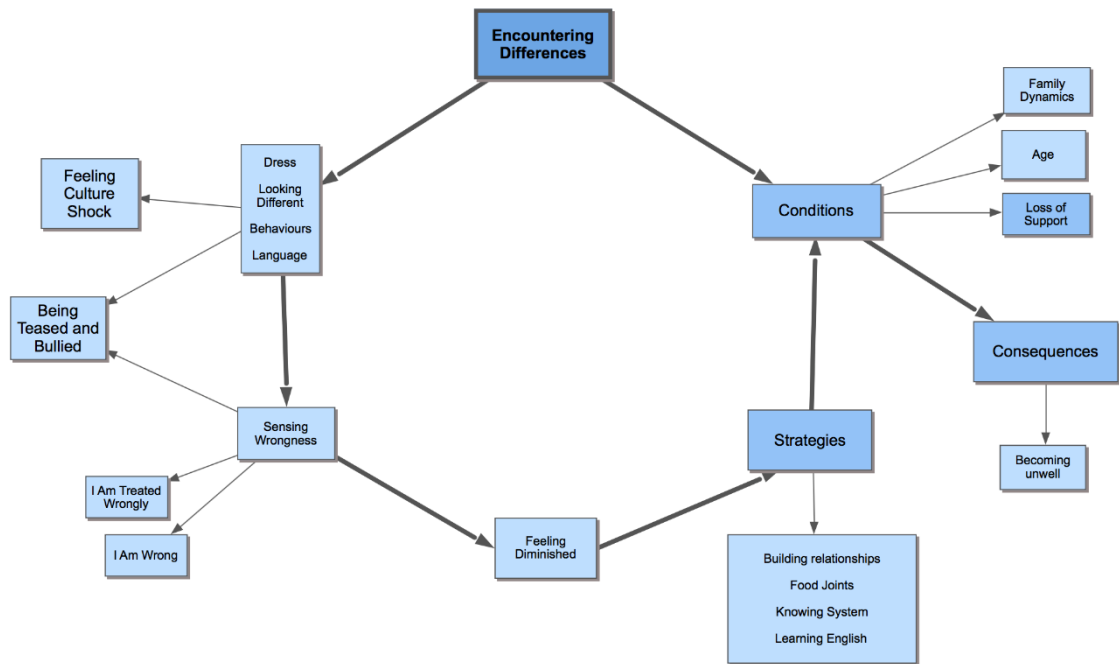 Encountering
Differences
Family
Dynamics
Age
Loss of
Support
Conditions
Dress
Looking
Different
Behaviours
Language
Feeling
Culture
Shock
Being
Teased and
Bullied
Consequences
Sensing
Wrongness
Strategies
Becoming
unwell
I Am Treated
Wrongly
I Am Wrong
Feeling
Diminished
Building relationships
Food Joints
Knowing System
Learning English